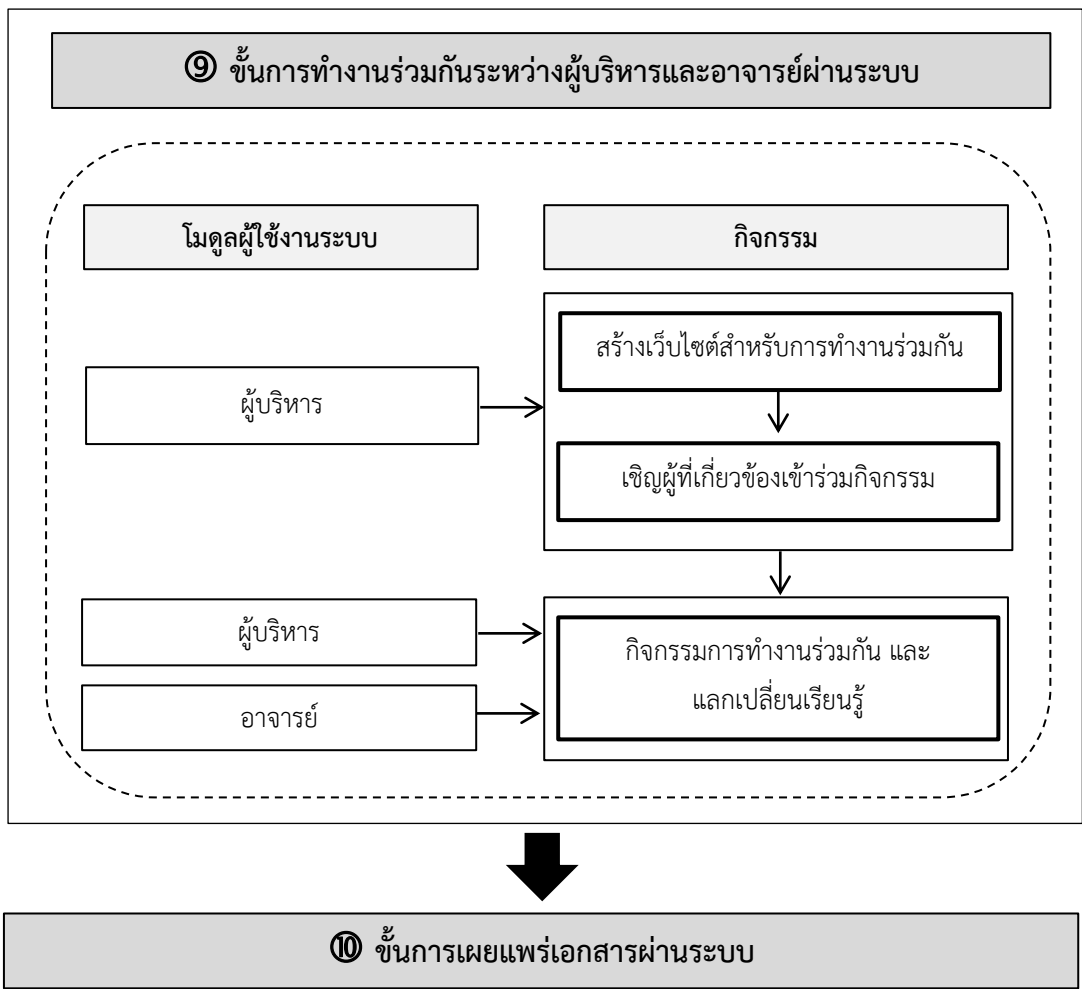 ⑨ ขั้นการทำงานร่วมกันระหว่างผู้บริหารและอาจารย์ผ่านระบบ
โมดูลผู้ใช้งานระบบ
กิจกรรม
ผู้บริหาร
สร้างเว็บไซต์สำหรับการทำงานร่วมกัน
เชิญผู้ที่เกี่ยวข้องเข้าร่วมกิจกรรม
ผู้บริหาร
อาจารย์
กิจกรรมการทำงานร่วมกัน และ
แลกเปลี่ยนเรียนรู้
⑩ ขั้นการเผยแพร่เอกสารผ่านระบบ